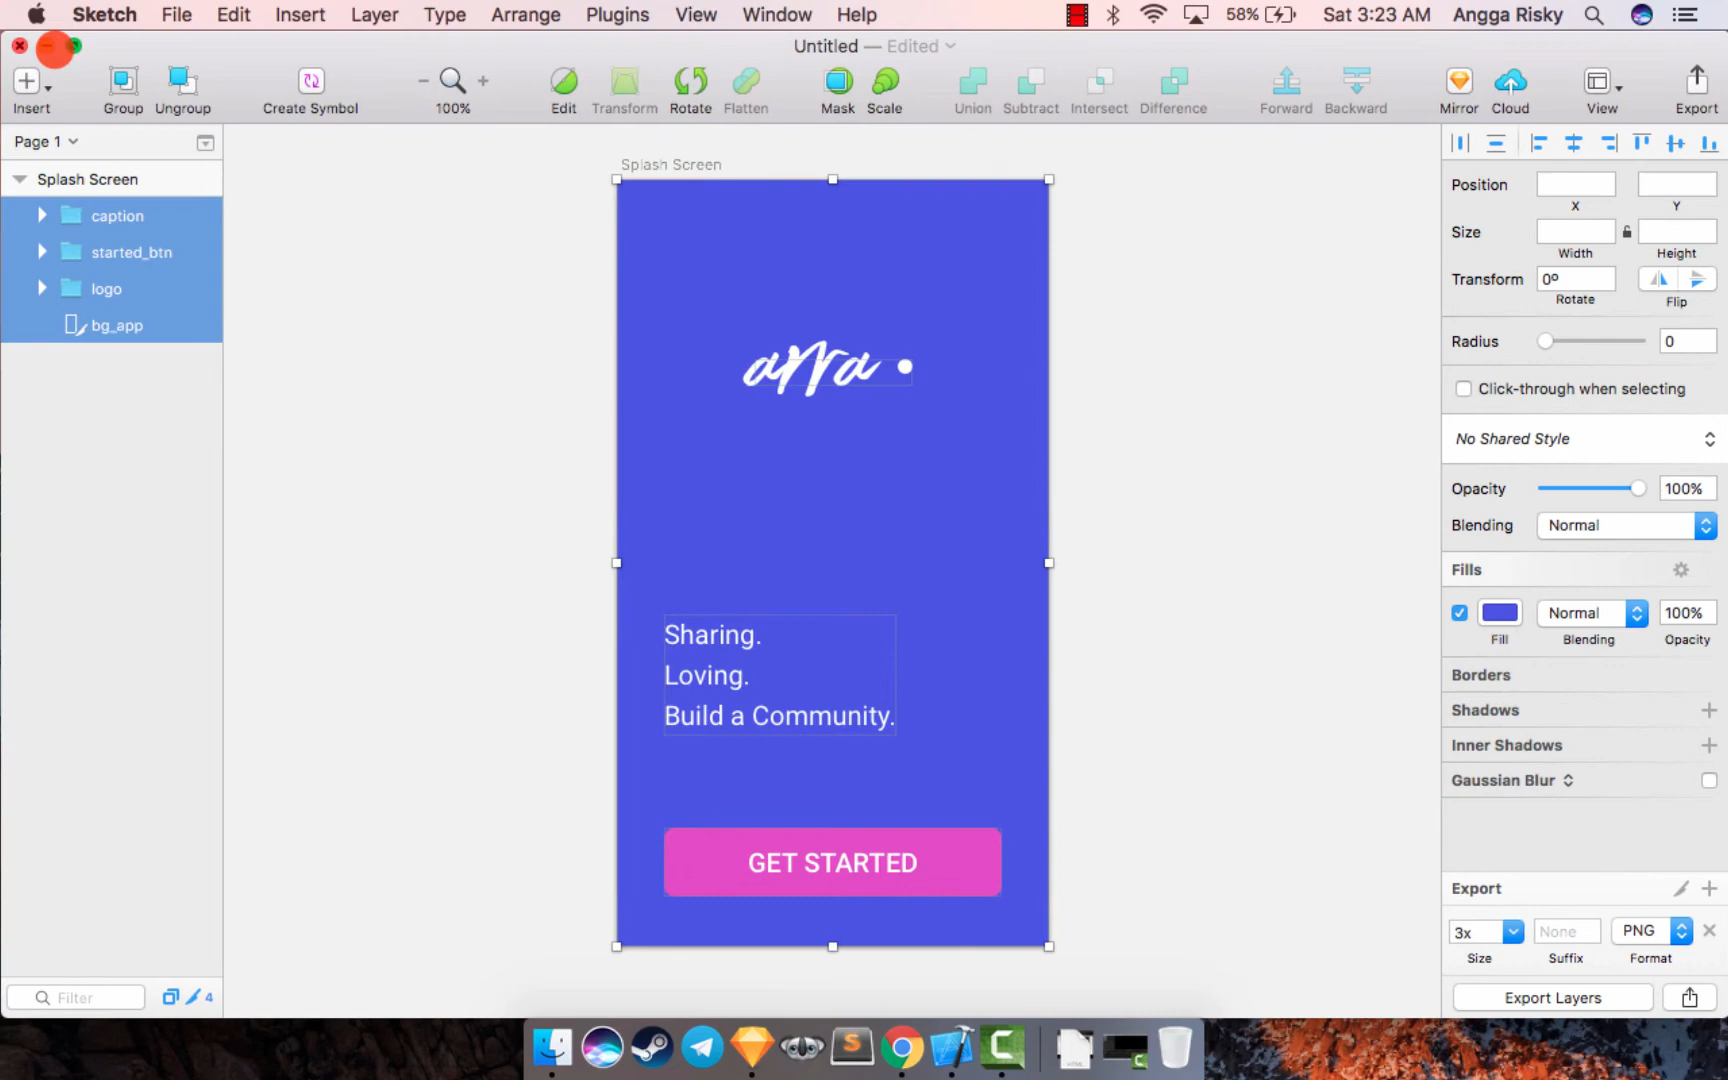 Sketch File Edit Insert Layer Type Arrange Plugins View Window Help 58% Sat 3:23 AM Angga Risky
Untitled — Edited
Insert Group Ungroup Create Symbol 100% Edit Transform Rotate Flatten Mask Scale Union Subtract Intersect Difference Forward Backward Mirror Cloud View Export
Page 1
Splash Screen
caption
started_btn
logo
bg_app
Filter
4
Splash Screen
arra
Sharing.
Loving.
Build a Community.
GET STARTED
Position
X Y
Size
Width Height
Transform 0º
Rotate Flip
Radius 0
Click-through when selecting
No Shared Style
Opacity 100%
Blending Normal
Fills
Normal 100%
Fill Blending Opacity
Borders
Shadows
Inner Shadows
Gaussian Blur
Export
3x None PNG
Size Suffix Format
Export Layers